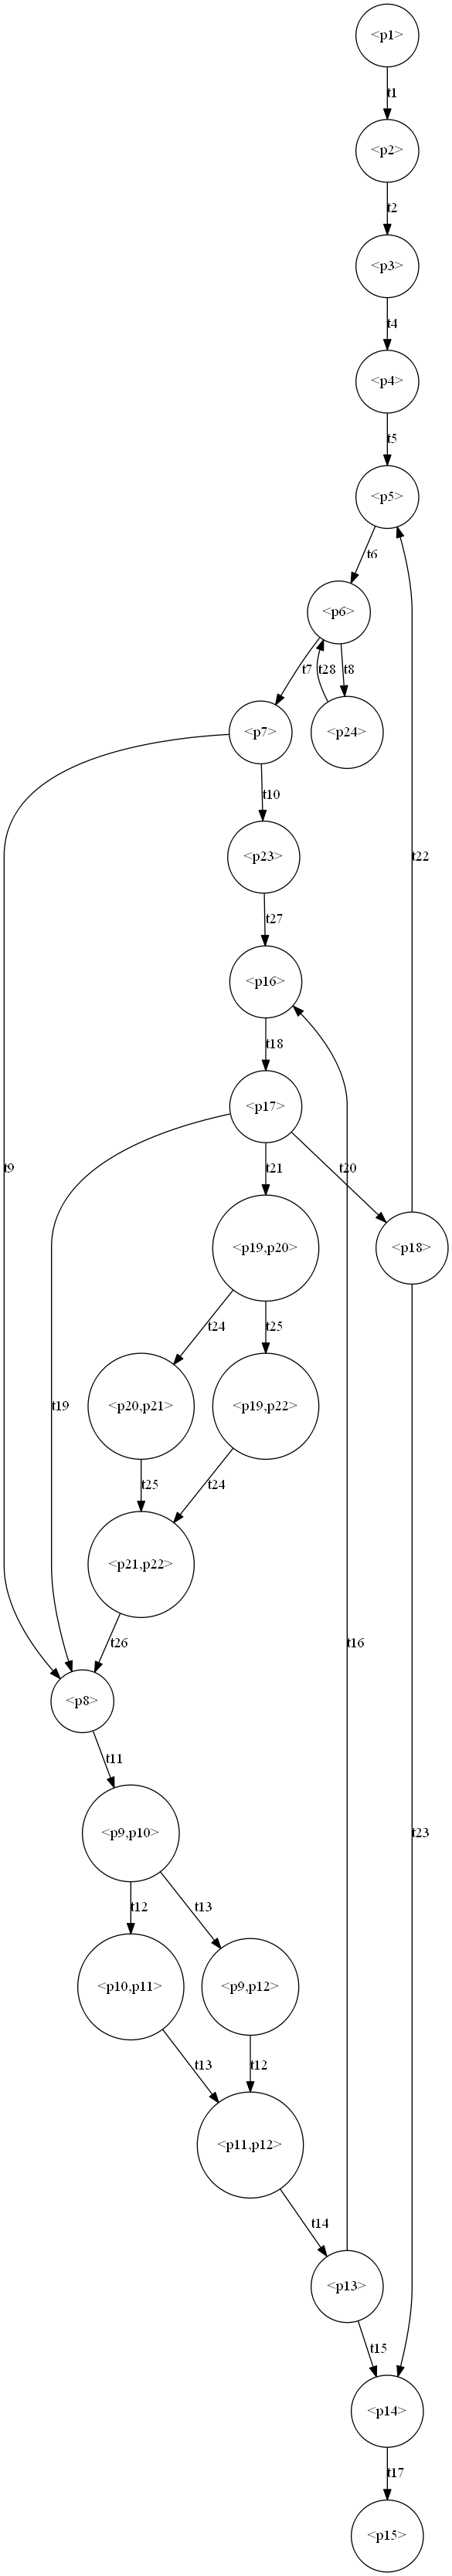 <p1>
t1
<p2>
t2
<p3>
t4
<p4>
t5
<p5>
t6
<p6>
t7
t28
t8
<p7>
<p24>
t10
<p23>
t22
t27
<p16>
t18
<p17>
t9
t21
t20
<p19,p20>
<p18>
t24
t25
<p20,p21>
<p19,p22>
t19
t25
t24
<p21,p22>
t26
t16
<p8>
t11
<p9,p10>
t23
t12
t13
<p10,p11>
<p9,p12>
t13
t12
<p11,p12>
t14
<p13>
t15
<p14>
t17
<p15>